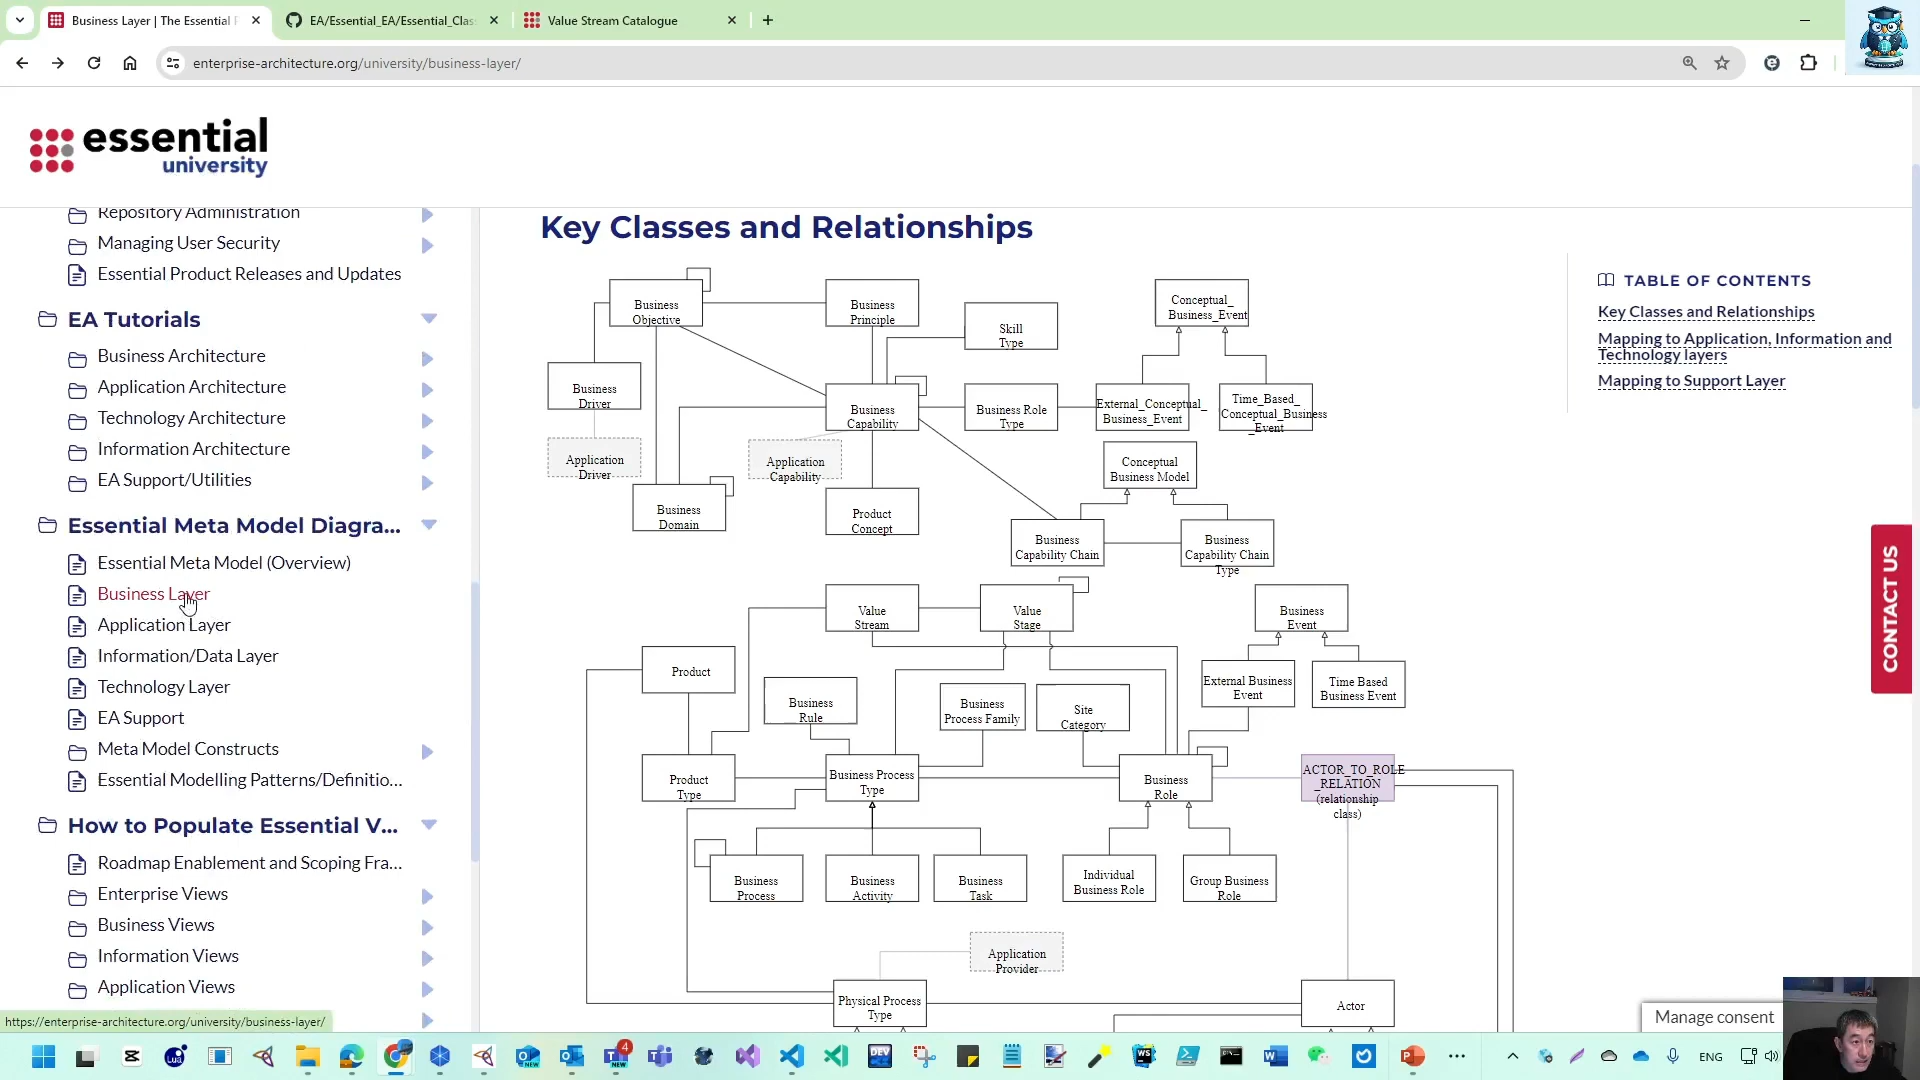 Business Layer | The Essential P
EA/Essential_EA/Essential_Clas
Value Stream Catalogue
enterprise-architecture.org/university/business-layer/
essential
university
Repository Administration
Managing User Security
Essential Product Releases and Updates
EA Tutorials
Business Architecture
Application Architecture
Technology Architecture
Information Architecture
EA Support/Utilities
Essential Meta Model Diagra...
Essential Meta Model (Overview)
Business Layer
Application Layer
Information/Data Layer
Technology Layer
EA Support
Meta Model Constructs
Essential Modelling Patterns/Definitio...
How to Populate Essential V...
Roadmap Enablement and Scoping Fra...
Enterprise Views
Business Views
Information Views
Application Views
https://enterprise-architecture.org/university/business-layer/
Key Classes and Relationships
Business
Objective
Business
Principle
Skill
Type
Conceptual_
Business_Event
Business
Driver
Business
Capability
Business Role
Type
External_Conceptual_
Business_Event
Time_Based_
Conceptual_Business
_Event
Application
Driver
Application
Capability
Conceptual
Business Model
Business
Domain
Product
Concept
Business
Capability Chain
Business
Capability Chain
Type
Value
Stream
Value
Stage
Business
Event
Product
Business
Rule
Business
Process Family
Site
Category
External Business
Event
Time Based
Business Event
Product
Type
Business Process
Type
Business
Role
ACTOR_TO_ROLE
_RELATION
(relationship
class)
Business
Process
Business
Activity
Business
Task
Individual
Business Role
Group Business
Role
Application
Provider
Physical Process
Type
Actor
TABLE OF CONTENTS
Key Classes and Relationships
Mapping to Application, Information and
Technology layers
Mapping to Support Layer
CONTACT US
Manage consent
4
ENG